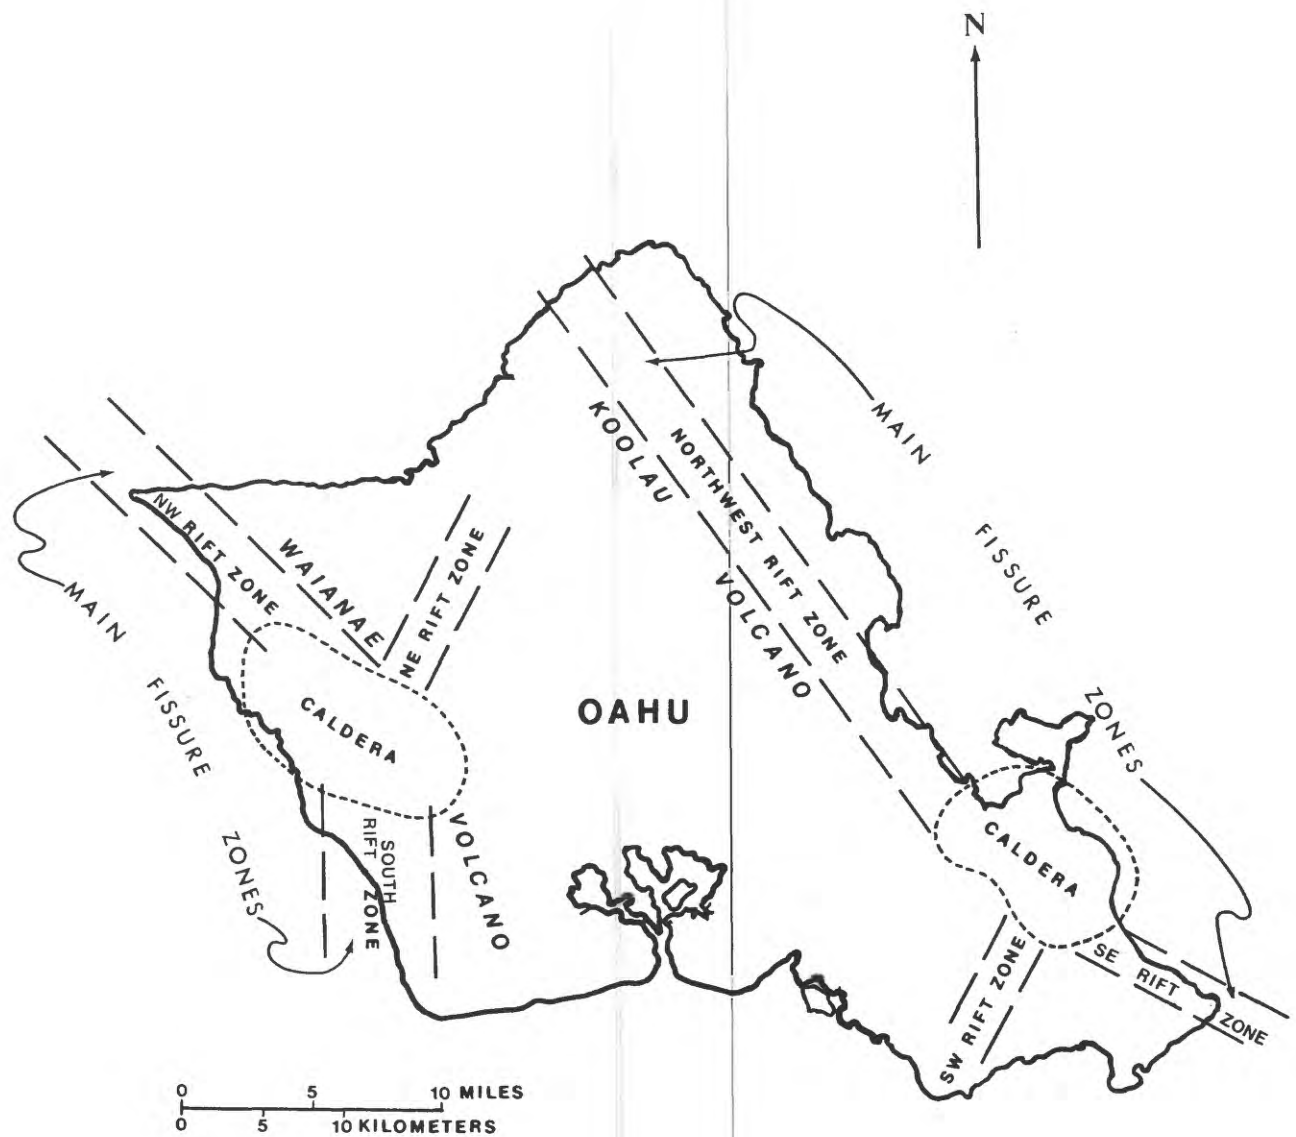 N
MAIN
FISSURE
ZONES
KOOLAU
VOLCANO
NORTHWEST RIFT ZONE
NW RIFT ZONE
WAIANAE
VOLCANO
NE RIFT ZONE
MAIN
FISSURE
ZONES
CALDERA
OAHU
SOUTH
RIFT
ZONE
CALDERA
SW RIFT ZONE
SE RIFT
ZONE
0 5 10 MILES
0 5 10 KILOMETERS